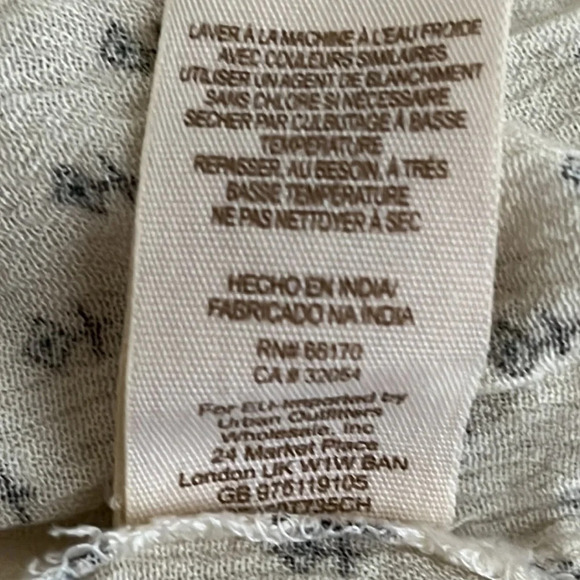 LAVER À LA MACHINE À L'EAU FROIDE
AVEC COULEURS SIMILAIRES
UTILISER UN AGENT DE BLANCHIMENT
SANS CHLORE SI NÉCESSAIRE
SÉCHER PAR CULBUTAGE À BASSE
TEMPÉRATURE
REPASSER, AU BESOIN, À TRÈS
BASSE TEMPÉRATURE
NE PAS NETTOYER À SEC
HECHO EN INDIA/
FABRICADO NA INDIA
RN# 66170
CA # 32054
For EU-Imported by
Urban Outfitters
Wholesale, Inc
24 Market Place
London UK W1W 8AN
GB 975119105